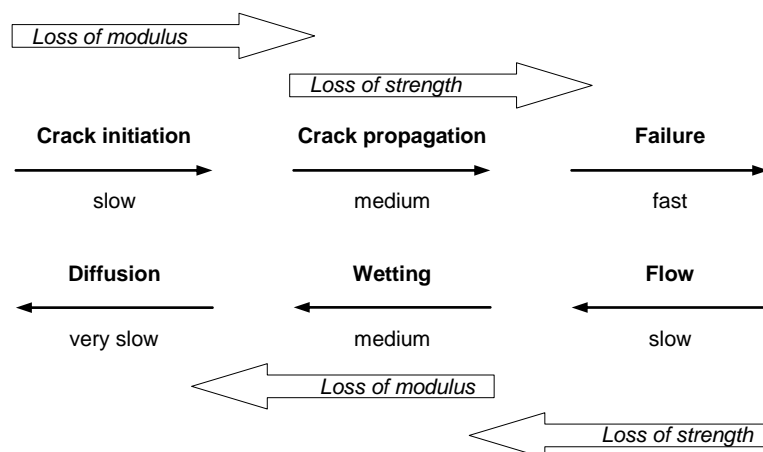 Loss of modulus
Loss of strength
Crack initiation Crack propagation Failure
slow medium fast
Diffusion Wetting Flow
very slow medium slow
Loss of modulus
Loss of strength